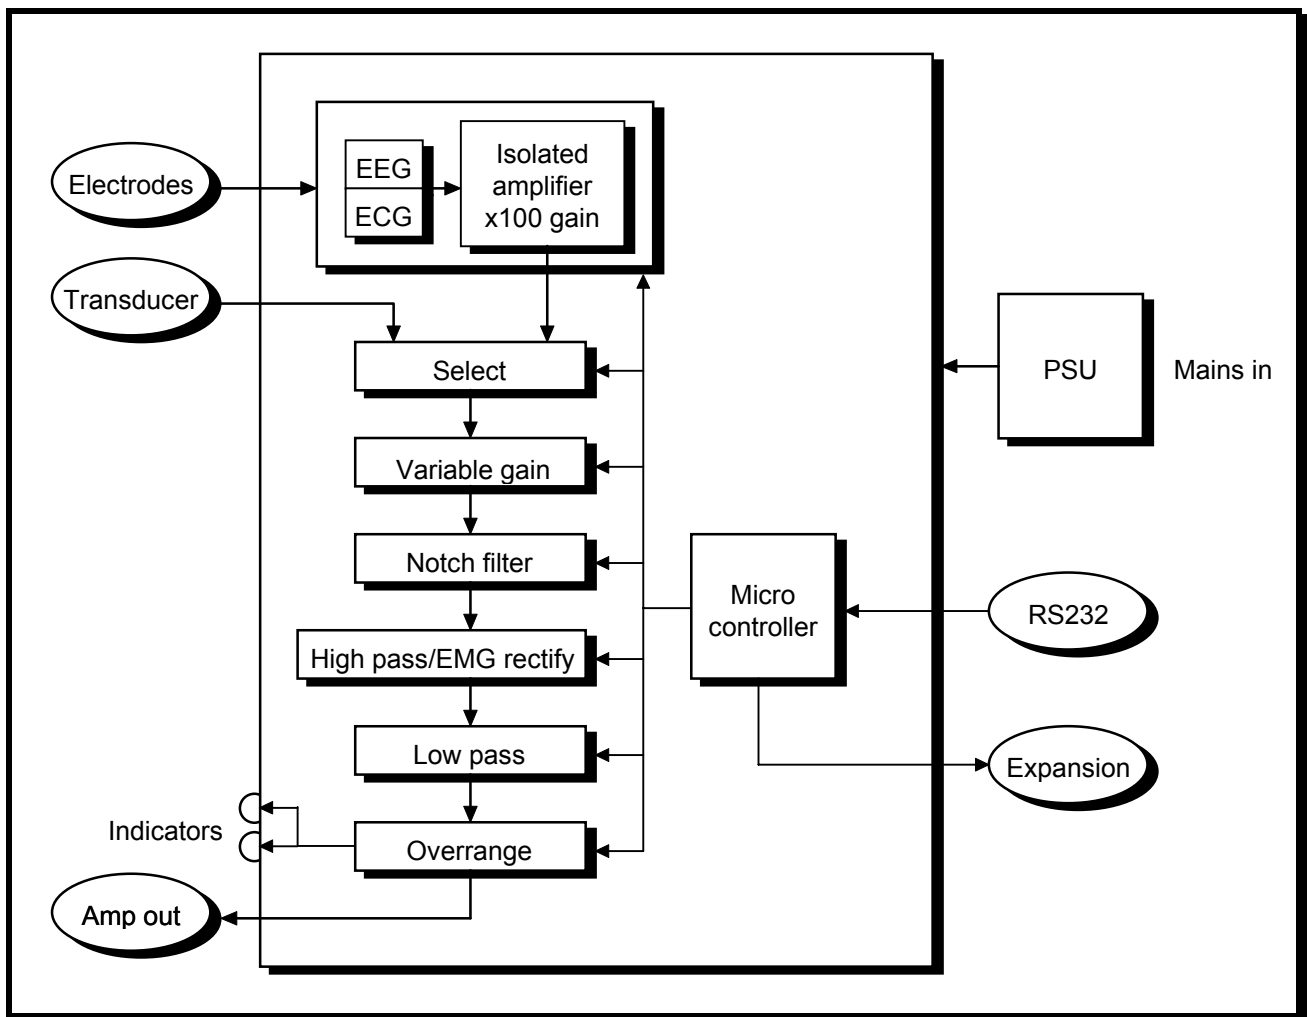 Electrodes
EEG
ECG
Isolated
amplifier
x100 gain
Transducer
Select
PSU
Mains in
Variable gain
Notch filter
Micro
controller
RS232
High pass/EMG rectify
Low pass
Expansion
Indicators
Overrange
Amp out